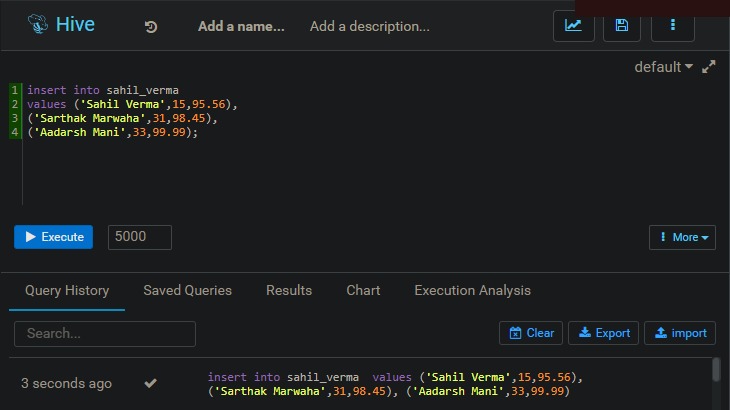 Hive
Add a name...
Add a description...
default
1 insert into sahil_verma
2 values ('Sahil Verma',15,95.56),
3 ('Sarthak Marwaha',31,98.45),
4 ('Aadarsh Mani',33,99.99);
Execute
5000
More
Query History
Saved Queries
Results
Chart
Execution Analysis
Search...
Clear
Export
import
3 seconds ago
insert into sahil_verma  values ('Sahil Verma',15,95.56),
('Sarthak Marwaha',31,98.45), ('Aadarsh Mani',33,99.99)